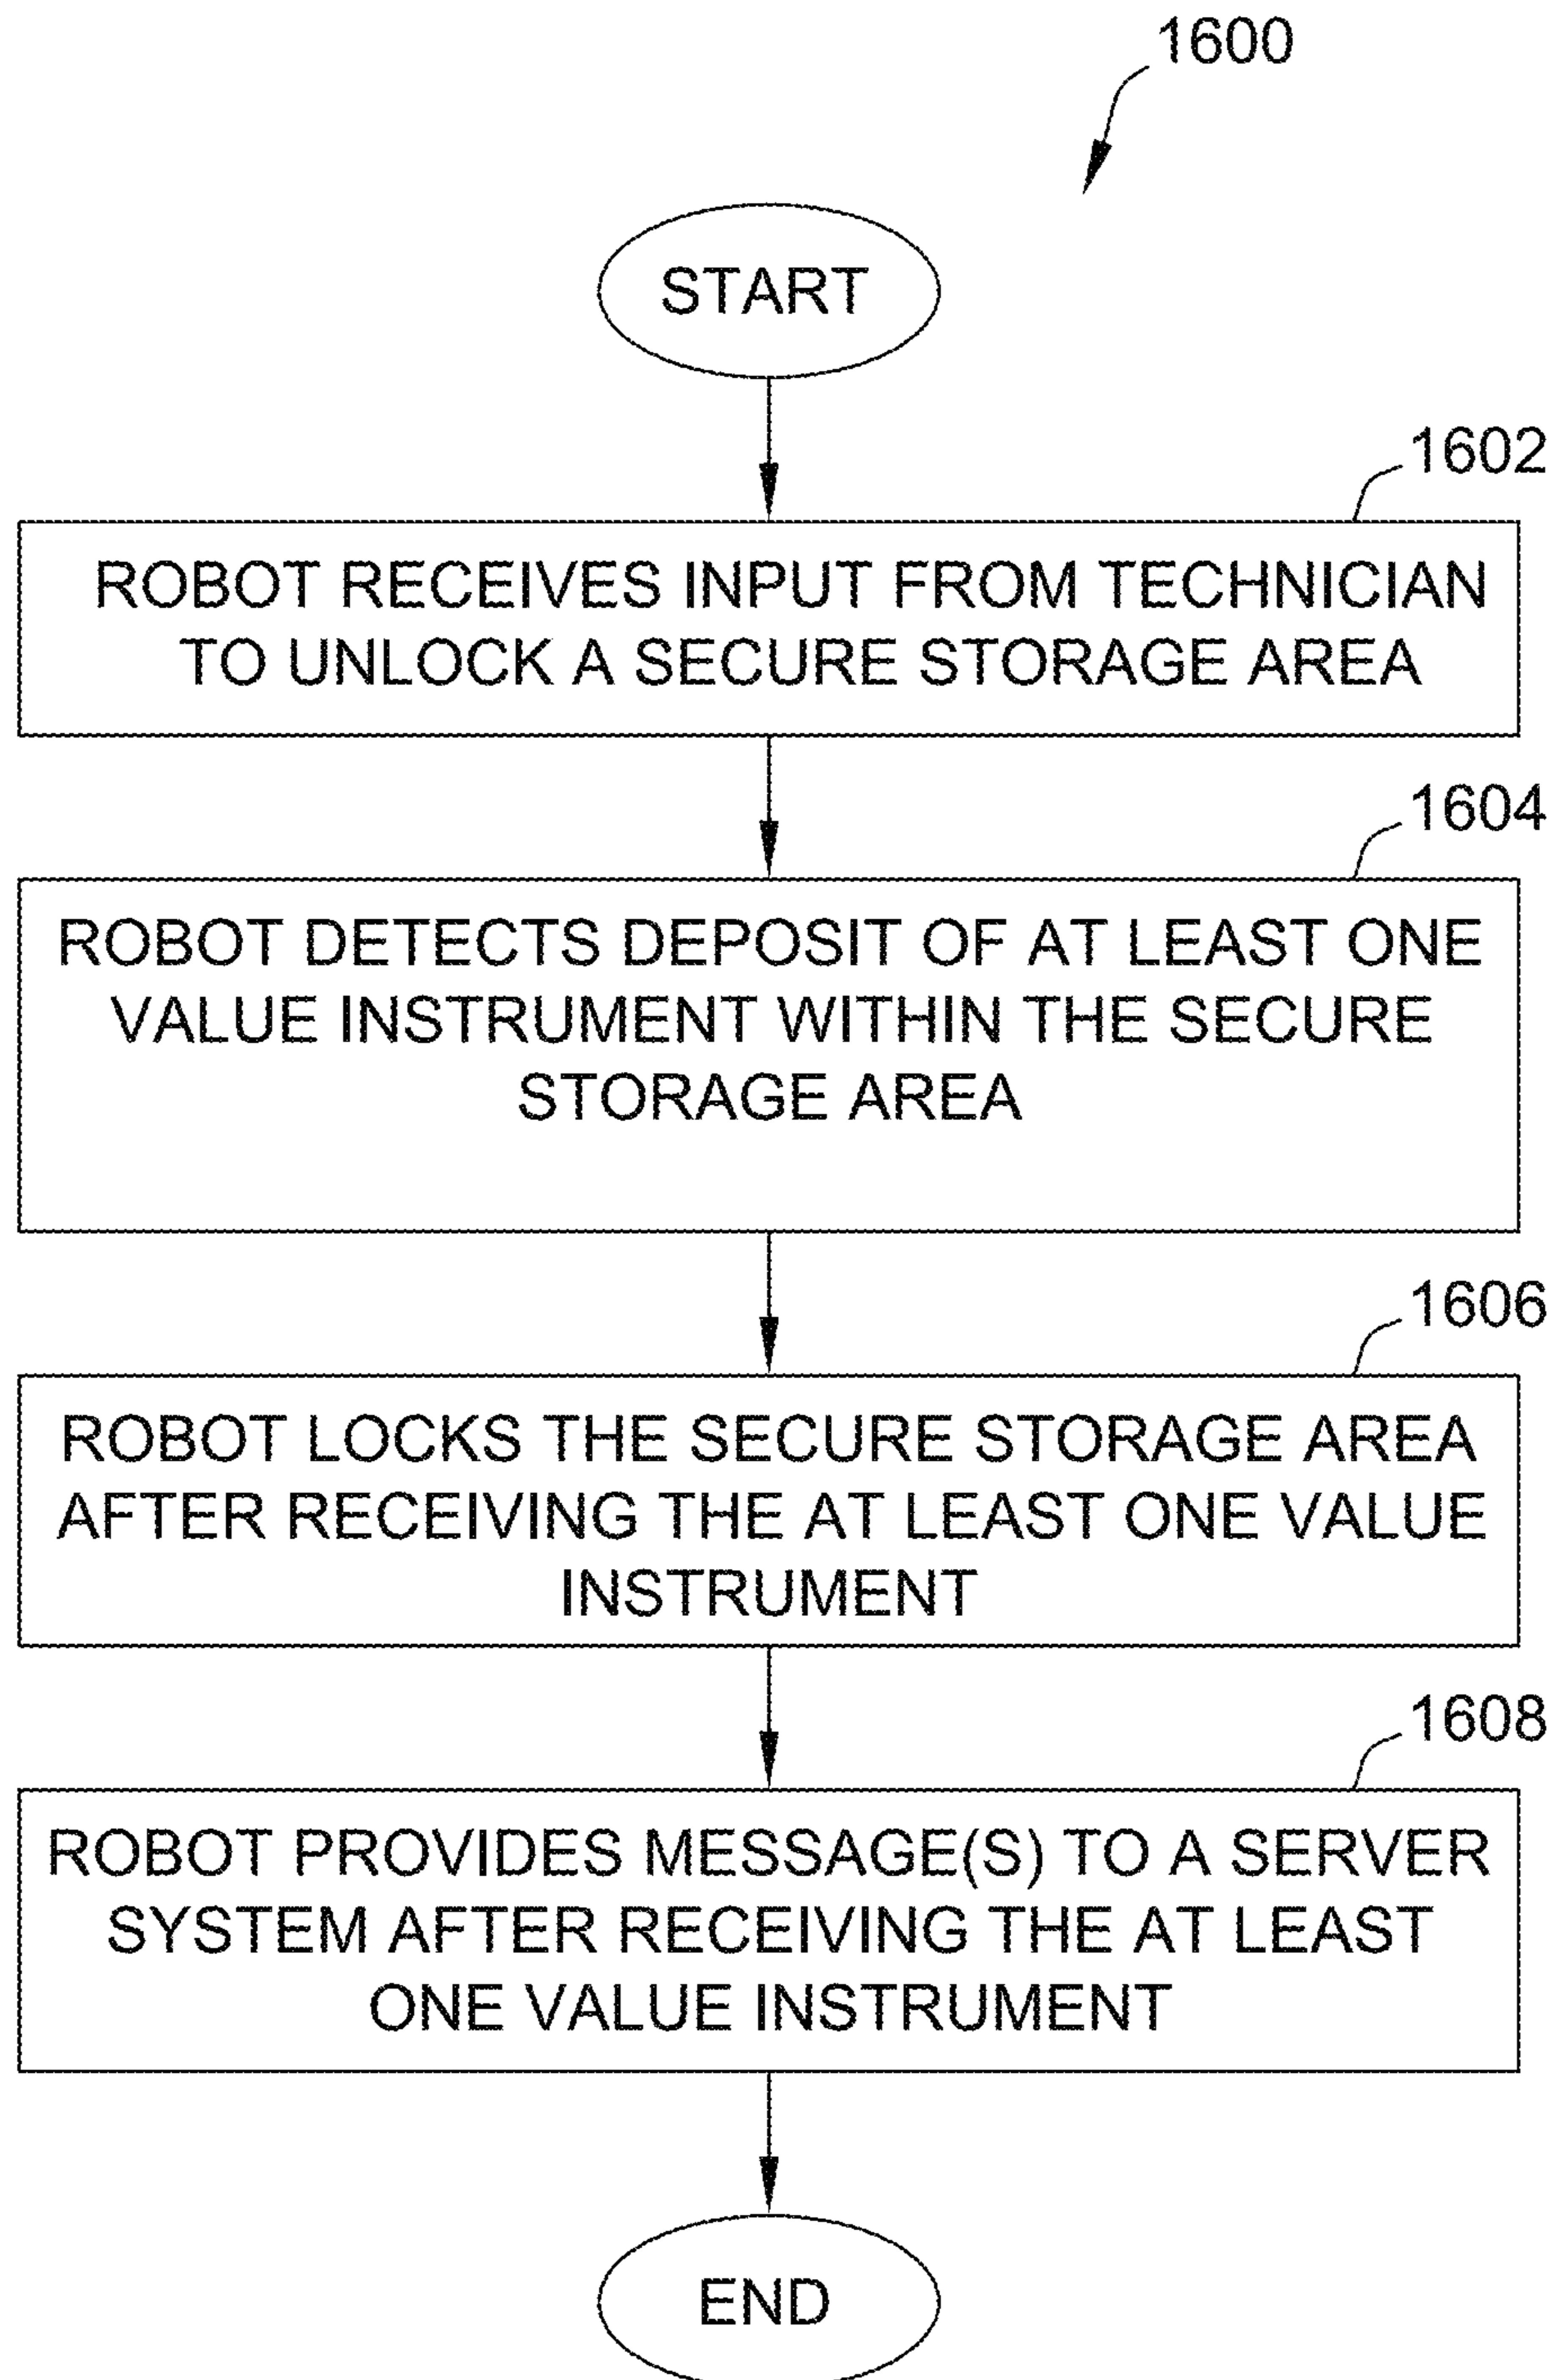 1600
START
1602
ROBOT RECEIVES INPUT FROM TECHNICIAN
TO UNLOCK A SECURE STORAGE AREA
1604
ROBOT DETECTS DEPOSIT OF AT LEAST ONE
VALUE INSTRUMENT WITHIN THE SECURE
STORAGE AREA
1606
ROBOT LOCKS THE SECURE STORAGE AREA
AFTER RECEIVING THE AT LEAST ONE VALUE
INSTRUMENT
1608
ROBOT PROVIDES MESSAGE(S) TO A SERVER
SYSTEM AFTER RECEIVING THE AT LEAST
ONE VALUE INSTRUMENT
END